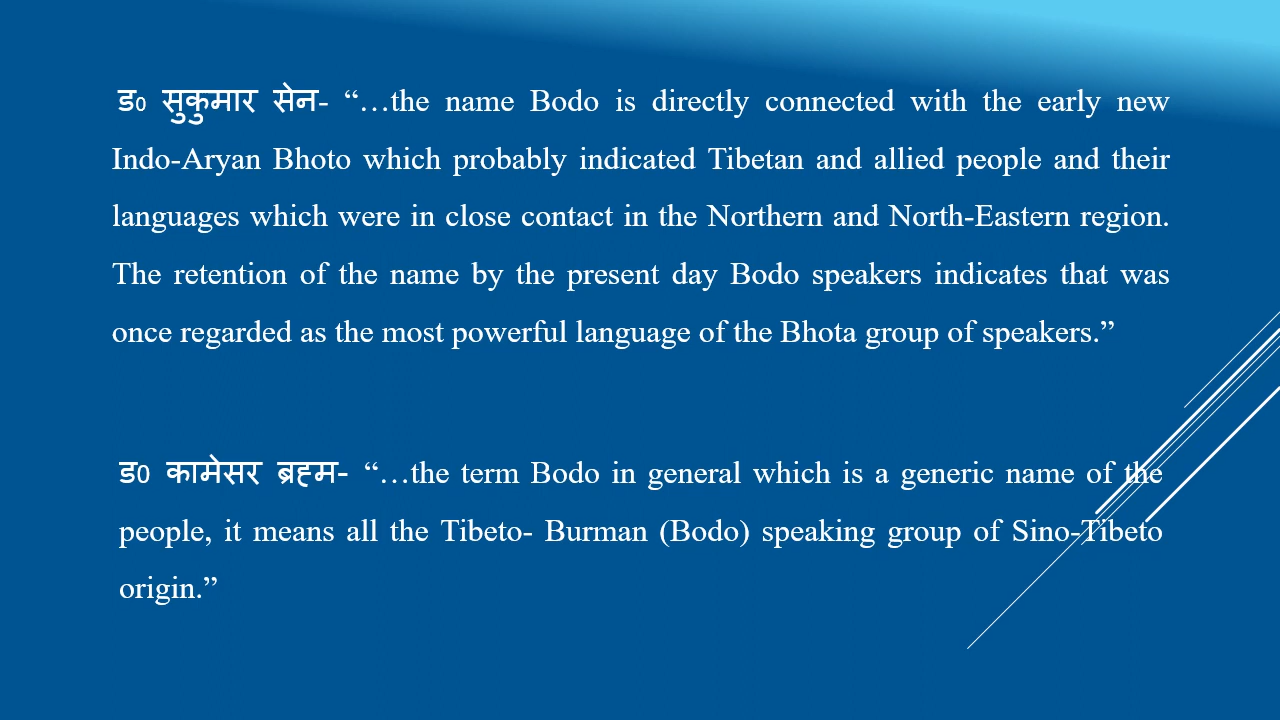 ड0 सुकुमार सेन- “…the name Bodo is directly connected with the early new
Indo-Aryan Bhoto which probably indicated Tibetan and allied people and their
languages which were in close contact in the Northern and North-Eastern region.
The retention of the name by the present day Bodo speakers indicates that was
once regarded as the most powerful language of the Bhota group of speakers.”
ड0 कामेसर ब्रह्म- “…the term Bodo in general which is a generic name of the
people, it means all the Tibeto- Burman (Bodo) speaking group of Sino-Tibeto
origin.”